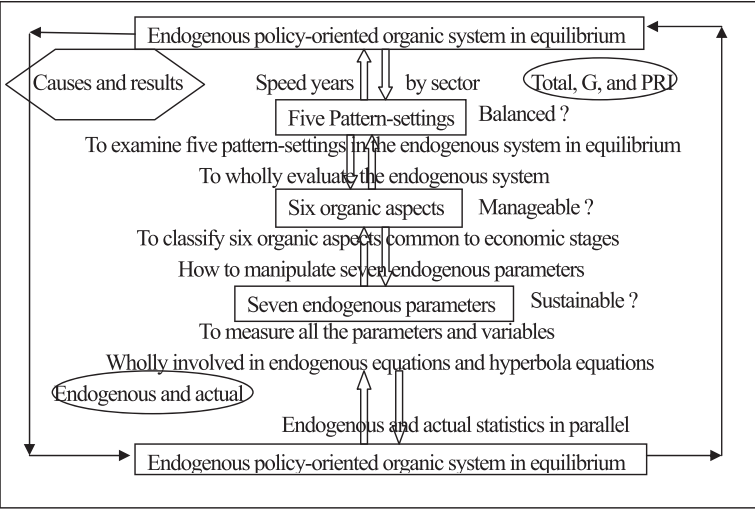 Endogenous policy-oriented organic system in equilibrium
Causes and results
Speed years by sector
Total, G, and PRI
Five Pattern-settings
Balanced ?
To examine five pattern-settings in the endogenous system in equilibrium
To wholly evaluate the endogenous system
Six organic aspects
Manageable ?
To classify six organic aspects common to economic stages
How to manipulate seven endogenous parameters
Seven endogenous parameters
Sustainable ?
To measure all the parameters and variables
Wholly involved in endogenous equations and hyperbola equations
Endogenous and actual
Endogenous and actual statistics in parallel
Endogenous policy-oriented organic system in equilibrium